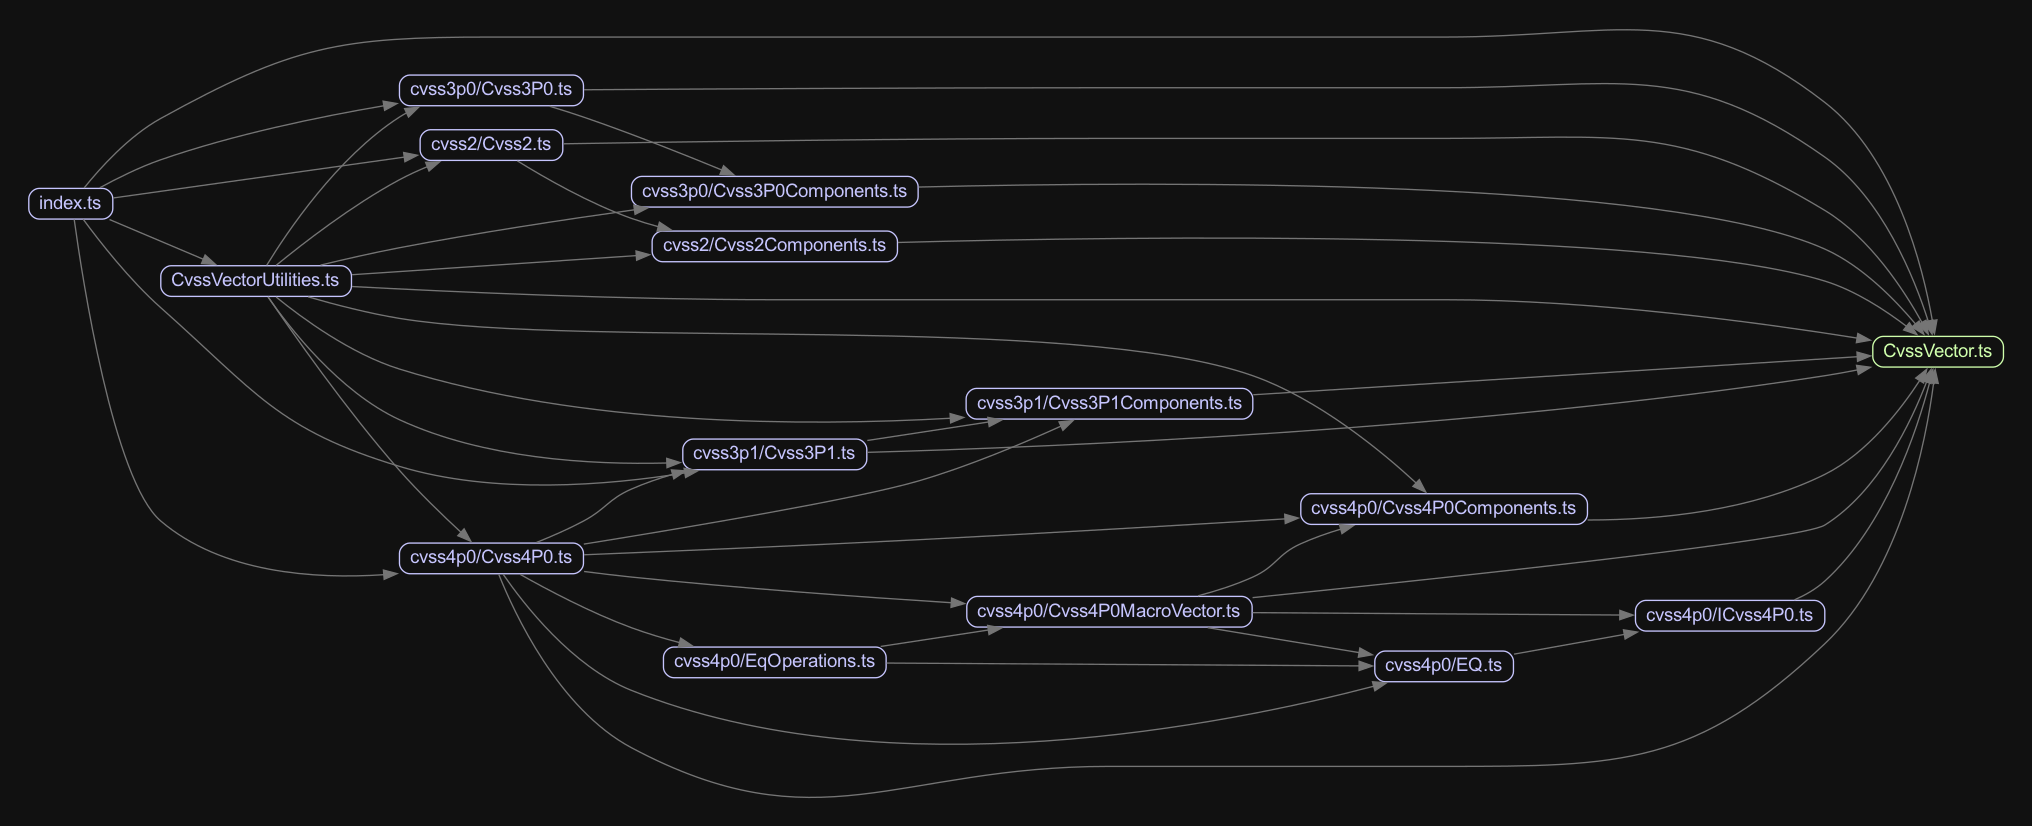 cvss3p0/Cvss3P0.ts
cvss2/Cvss2.ts
cvss3p0/Cvss3P0Components.ts
index.ts
cvss2/Cvss2Components.ts
CvssVectorUtilities.ts
CvssVector.ts
cvss3p1/Cvss3P1Components.ts
cvss3p1/Cvss3P1.ts
cvss4p0/Cvss4P0Components.ts
cvss4p0/Cvss4P0.ts
cvss4p0/Cvss4P0MacroVector.ts
cvss4p0/ICvss4P0.ts
cvss4p0/EqOperations.ts
cvss4p0/EQ.ts